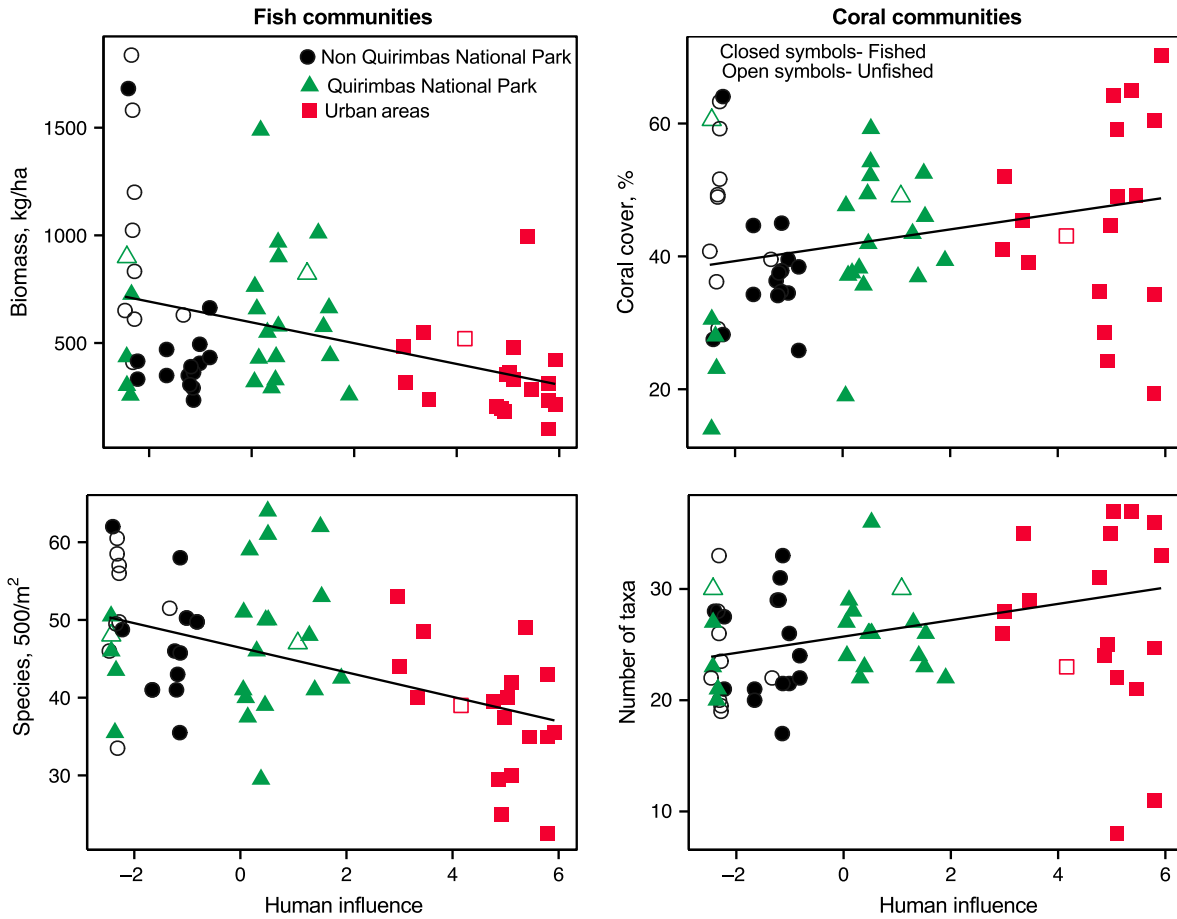 Fish communities
Coral communities
Non Quirimbas National Park
Quirimbas National Park
Urban areas
Closed symbols- Fished
Open symbols- Unfished
Biomass, kg/ha
1500
1000
500
Coral cover, %
60
40
20
Species, 500/m²
60
50
40
30
Number of taxa
30
20
10
−2
0
2
4
6
−2
0
2
4
6
Human influence
Human influence